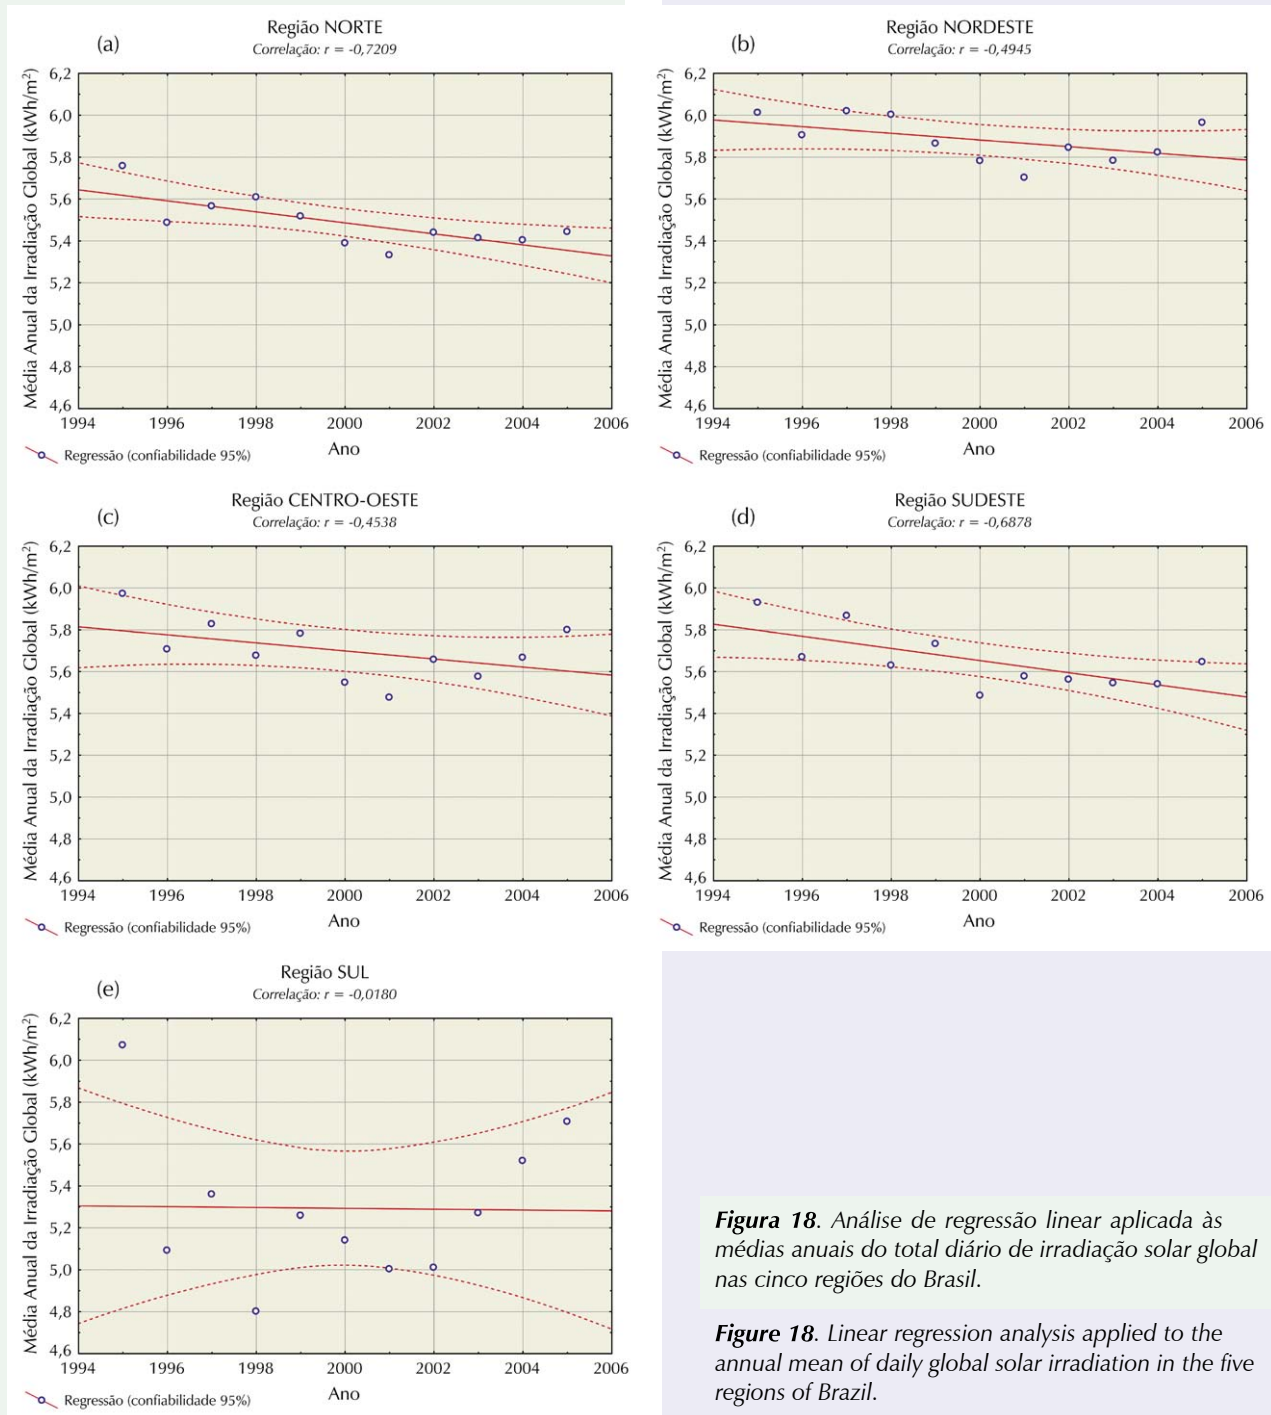 Região NORTE
(a)
Correlação: r = -0,7209
Média Anual da Irradiação Global (kWh/m²)
6,2
6,0
5,8
5,6
5,4
5,2
5,0
4,8
4,6
1994 1996 1998 2000 2002 2004 2006
Ano
Regressão (confiabilidade 95%)
Região NORDESTE
(b)
Correlação: r = -0,4945
Média Anual da Irradiação Global (kWh/m²)
6,2
6,0
5,8
5,6
5,4
5,2
5,0
4,8
4,6
1994 1996 1998 2000 2002 2004 2006
Ano
Regressão (confiabilidade 95%)
Região CENTRO-OESTE
(c)
Correlação: r = -0,4538
Média Anual da Irradiação Global (kWh/m²)
6,2
6,0
5,8
5,6
5,4
5,2
5,0
4,8
4,6
1994 1996 1998 2000 2002 2004 2006
Ano
Regressão (confiabilidade 95%)
Região SUDESTE
(d)
Correlação: r = -0,6878
Média Anual da Irradiação Global (kWh/m²)
6,2
6,0
5,8
5,6
5,4
5,2
5,0
4,8
4,6
1994 1996 1998 2000 2002 2004 2006
Ano
Regressão (confiabilidade 95%)
Região SUL
(e)
Correlação: r = -0,0180
Média Anual da Irradiação Global (kWh/m²)
6,2
6,0
5,8
5,6
5,4
5,2
5,0
4,8
4,6
1994 1996 1998 2000 2002 2004 2006
Ano
Regressão (confiabilidade 95%)
Figura 18. Análise de regressão linear aplicada às
médias anuais do total diário de irradiação solar global
nas cinco regiões do Brasil.
Figure 18. Linear regression analysis applied to the
annual mean of daily global solar irradiation in the five
regions of Brazil.